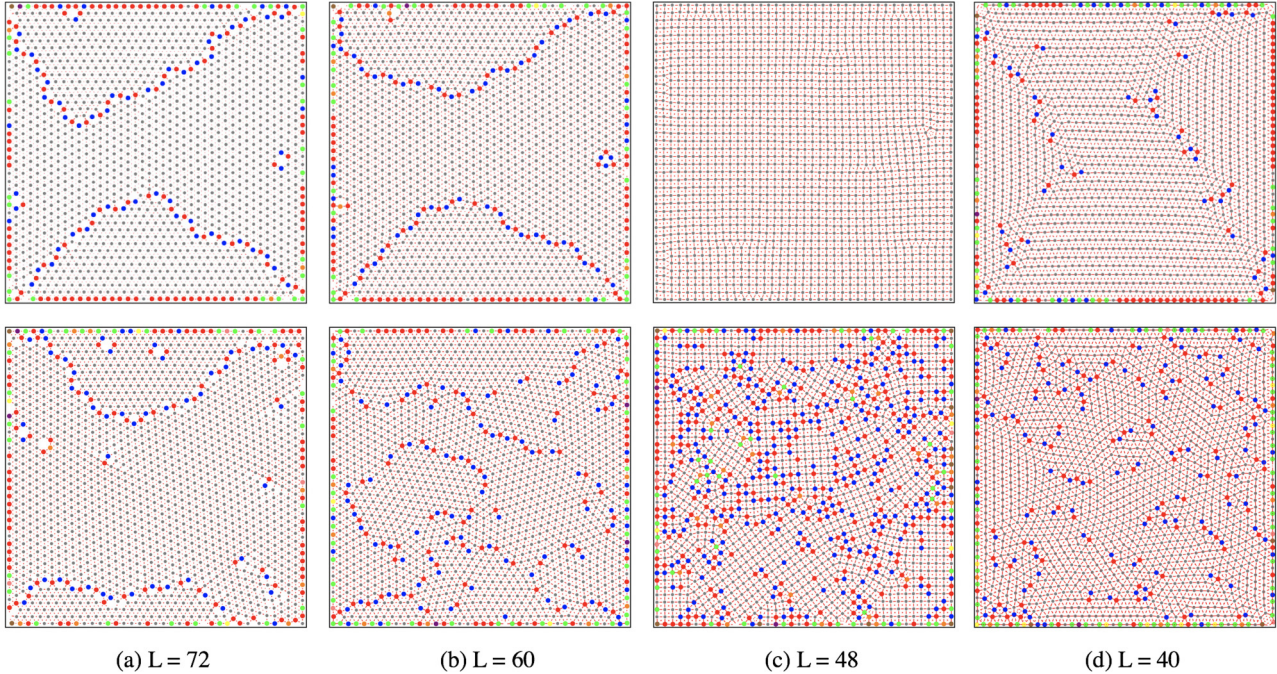 (a) L = 72
(b) L = 60
(c) L = 48
(d) L = 40